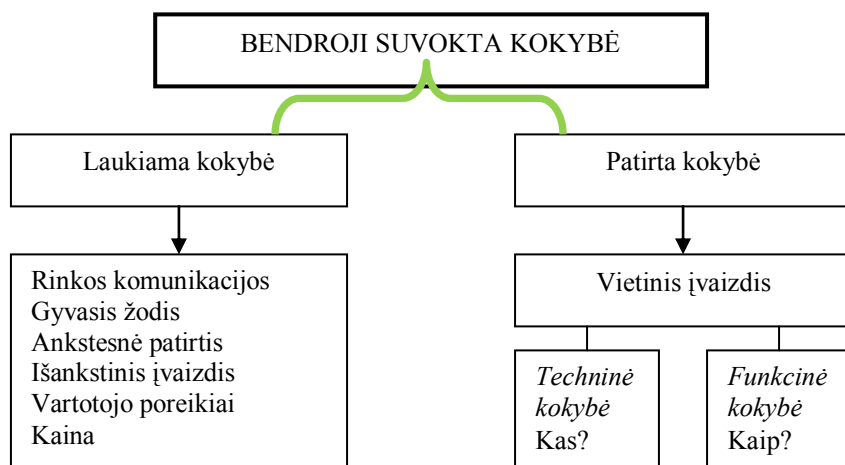 BENDROJI SUVOKTA KOKYBĖ
Laukiama kokybė
Patirta kokybė
Rinkos komunikacijos
Gyvasis žodis
Ankstesnė patirtis
Išankstinis įvaizdis
Vartotojo poreikiai
Kaina
Vietinis įvaizdis
Techninė
kokybė
Kas?
Funkcinė
kokybė
Kaip?